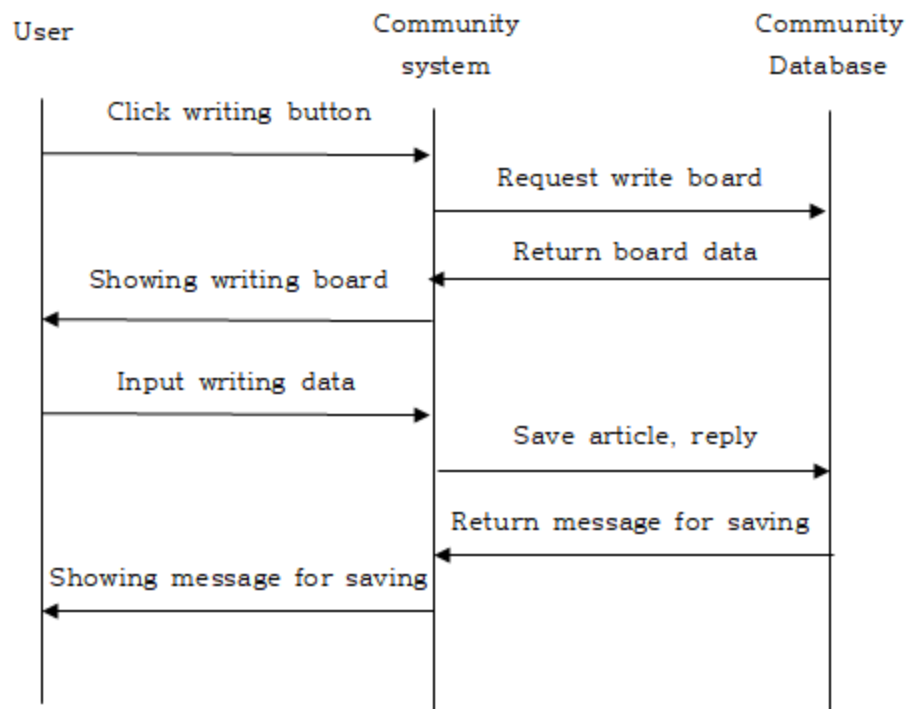 User
Community
system
Community
Database
Click writing button
Request write board
Return board data
Showing writing board
Input writing data
Save article, reply
Return message for saving
Showing message for saving